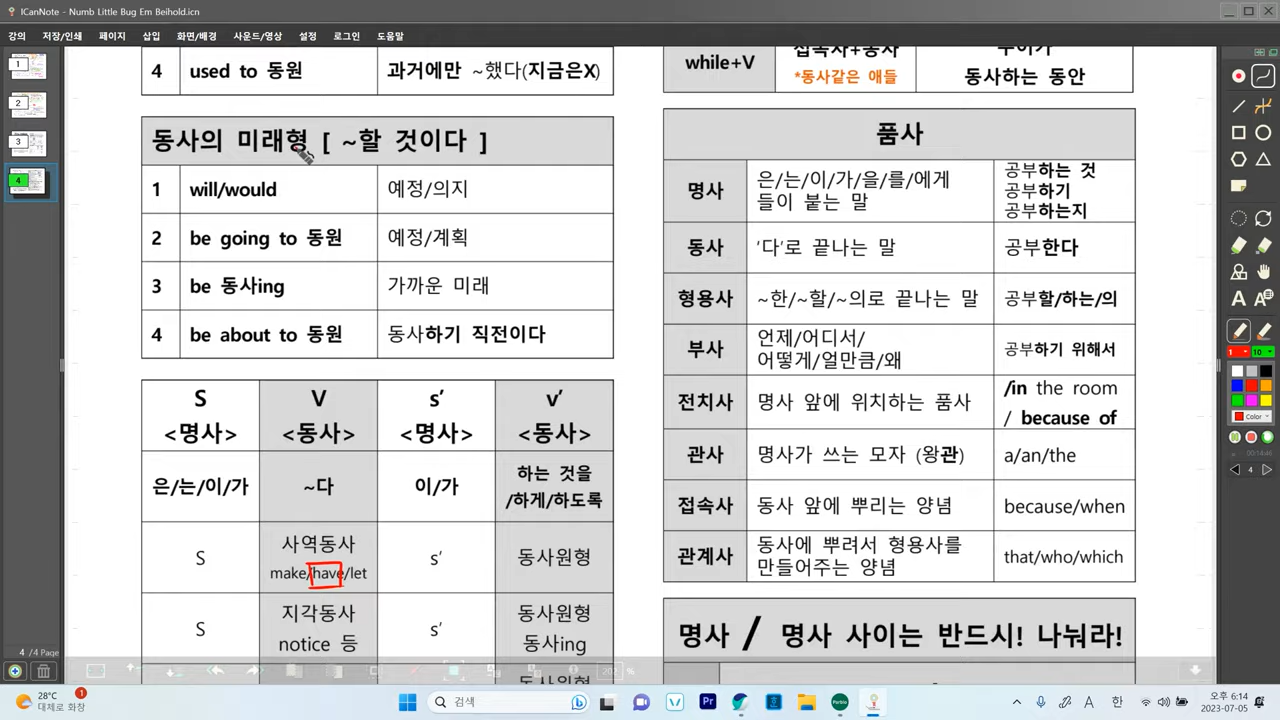 ICanNote - Numb Little Bug Em Beihold.icn
강의 저장/인쇄 페이지 삽입 화면/배경 사운드/영상 설정 로그인 도움말
1
2
3
4
4 used to 동원 과거에만 ~했다(지금은X)
동사의 미래형 [ ~할 것이다 ]
1 will/would 예정/의지
2 be going to 동원 예정/계획
3 be 동사ing 가까운 미래
4 be about to 동원 동사하기 직전이다
S V s′ v′
<명사> <동사> <명사> <동사>
은/는/이/가 ~다 이/가 하는 것을
/하게/하도록
S 사역동사 s′ 동사원형
make/have/let
S 지각동사 s′ 동사원형
notice 등 동사ing
while+V 접속사+동사
*동사같은 애들 동사하는 동안
품사
명사 은/는/이/가/을/를/에게
들이 붙는 말
공부하는 것
공부하기
공부하는지
동사 '다'로 끝나는 말 공부한다
형용사 ~한/~할/~의로 끝나는 말 공부할/하는/의
부사 언제/어디서/
어떻게/얼만큼/왜
공부하기 위해서
전치사 명사 앞에 위치하는 품사 /in the room
/ because of
관사 명사가 쓰는 모자 (왕관) a/an/the
접속사 동사 앞에 뿌리는 양념 because/when
관계사 동사에 뿌려서 형용사를
만들어주는 양념
that/who/which
명사 / 명사 사이는 반드시! 나눠라!
1 10
Color
00:14:46
4
4 /4 Page
202 %
28°C
대체로 화창
1
검색
Pr
A 한
오후 6:14
2023-07-05